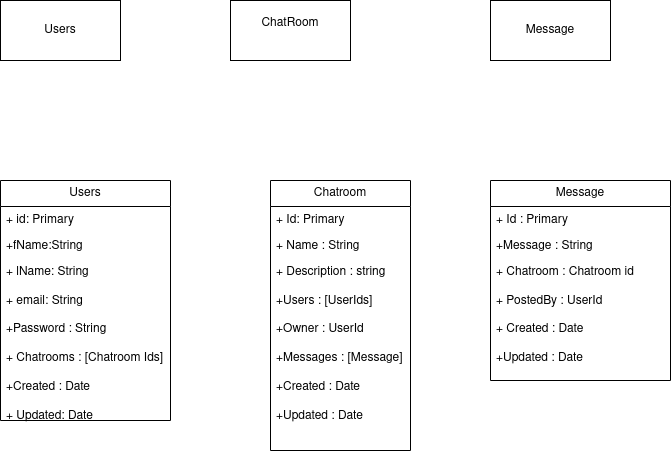 Users
ChatRoom
Message
Users
+ id: Primary
+fName:String
+ lName: String
+ email: String
+Password : String
+ Chatrooms : [Chatroom Ids]
+Created : Date
+ Updated: Date
Chatroom
+ Id: Primary
+ Name : String
+ Description : string
+Users : [UserIds]
+Owner : UserId
+Messages : [Message]
+Created : Date
+Updated : Date
Message
+ Id : Primary
+Message : String
+ Chatroom : Chatroom id
+ PostedBy : UserId
+ Created : Date
+Updated : Date